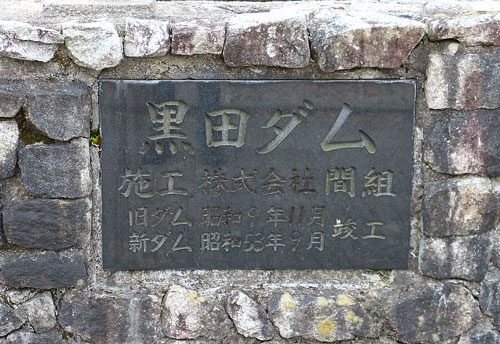 黒田ダム
施工 株式会社 間組
旧ダム 昭和9年11月
新ダム 昭和53年9月 竣工